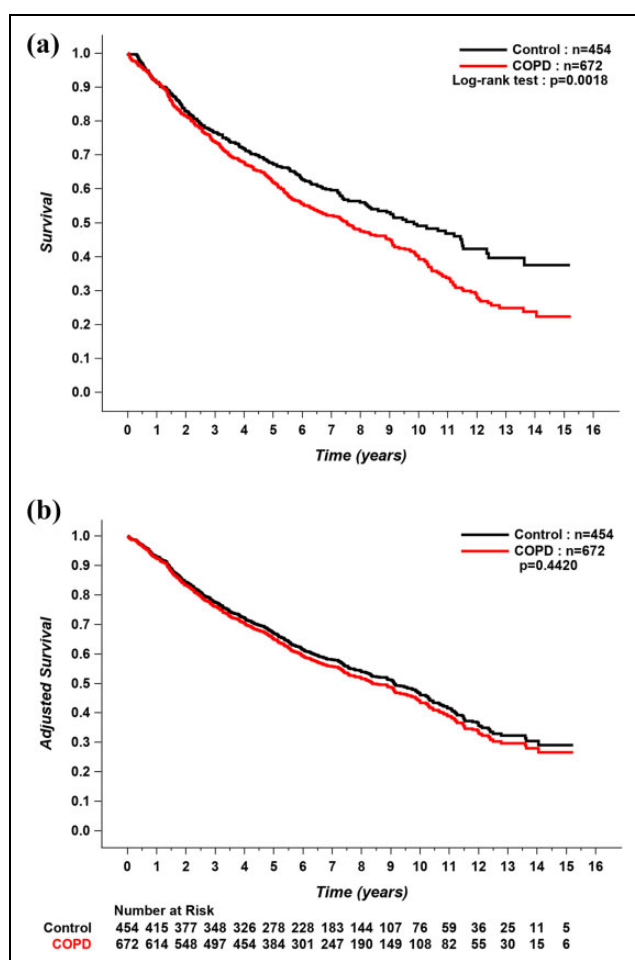 (a)
Control : n=454
COPD : n=672
Log-rank test : p=0.0018
1.0
0.9
0.8
0.7
0.6
0.5
0.4
0.3
0.2
0.1
0.0
Survival
0 1 2 3 4 5 6 7 8 9 10 11 12 13 14 15 16
Time (years)
(b)
Control : n=454
COPD : n=672
p=0.4420
1.0
0.9
0.8
0.7
0.6
0.5
0.4
0.3
0.2
0.1
0.0
Adjusted Survival
0 1 2 3 4 5 6 7 8 9 10 11 12 13 14 15 16
Time (years)
Number at Risk
Control 454 415 377 348 326 278 228 183 144 107 76 59 36 25 11 5
COPD 672 614 548 497 454 384 301 247 190 149 108 82 55 30 15 6